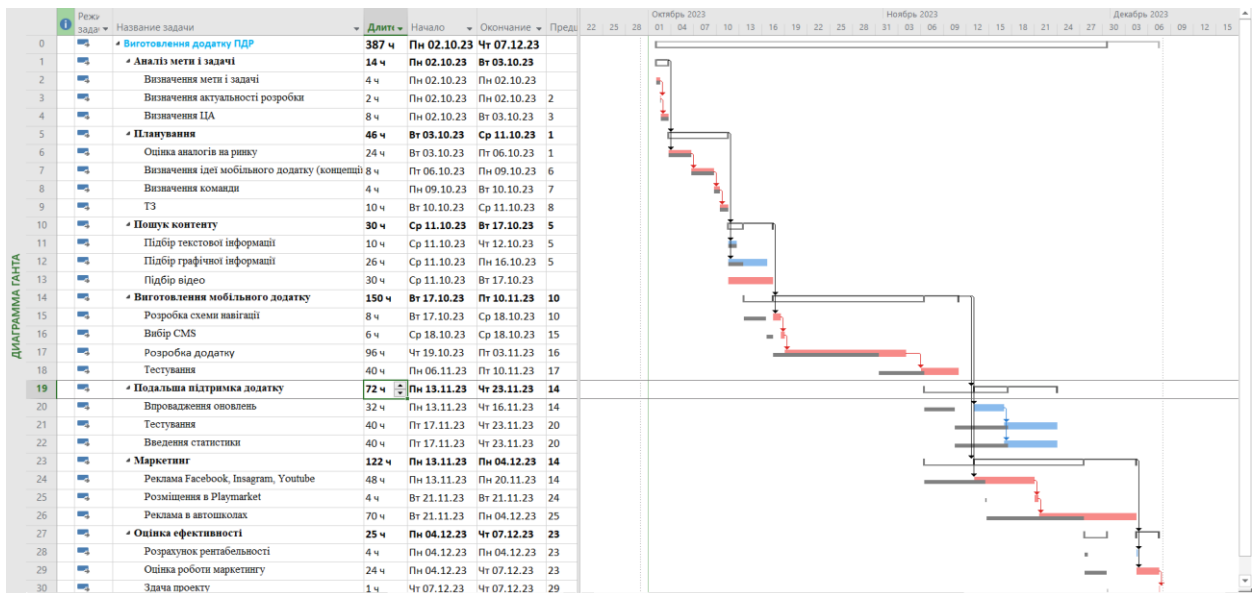 ДИАГРАММА ГАНТА
Режи
задач Название задачи Длите Начало Окончание Предш
22 25 28 Октябрь 2023 01 04 07 10 13 16 19 22 25 28 31 Ноябрь 2023 03 06 09 12 15 18 21 24 27 30 Декабрь 2023 03 06 09 12 15
0 Виготовлення додатку ПДР 387 ч Пн 02.10.23 Чт 07.12.23
1 Аналіз мети і задачі 14 ч Пн 02.10.23 Вт 03.10.23
2 Визначення мети і задачі 4 ч Пн 02.10.23 Пн 02.10.23
3 Визначення актуальності розробки 2 ч Пн 02.10.23 Пн 02.10.23 2
4 Визначення ЦА 8 ч Пн 02.10.23 Вт 03.10.23 3
5 Планування 46 ч Вт 03.10.23 Ср 11.10.23 1
6 Оцінка аналогів на ринку 24 ч Вт 03.10.23 Пт 06.10.23 1
7 Визначення ідеї мобільного додатку (концепції 8 ч Пт 06.10.23 Пн 09.10.23 6
8 Визначення команди 4 ч Пн 09.10.23 Вт 10.10.23 7
9 ТЗ 10 ч Вт 10.10.23 Ср 11.10.23 8
10 Пошук контенту 30 ч Ср 11.10.23 Вт 17.10.23 5
11 Підбір текстової інформації 10 ч Ср 11.10.23 Чт 12.10.23 5
12 Підбір графічної інформації 26 ч Ср 11.10.23 Пн 16.10.23 5
13 Підбір відео 30 ч Ср 11.10.23 Вт 17.10.23
14 Виготовлення мобільного додатку 150 ч Вт 17.10.23 Пт 10.11.23 10
15 Розробка схеми навігації 8 ч Вт 17.10.23 Ср 18.10.23 10
16 Вибір CMS 6 ч Ср 18.10.23 Ср 18.10.23 15
17 Розробка додатку 96 ч Чт 19.10.23 Пт 03.11.23 16
18 Тестування 40 ч Пн 06.11.23 Пт 10.11.23 17
19 Подальша підтримка додатку 72 ч Пн 13.11.23 Чт 23.11.23 14
20 Впровадження оновлень 32 ч Пн 13.11.23 Чт 16.11.23 14
21 Тестування 40 ч Пт 17.11.23 Чт 23.11.23 20
22 Введення статистики 40 ч Пт 17.11.23 Чт 23.11.23 20
23 Маркетинг 122 ч Пн 13.11.23 Пн 04.12.23 14
24 Реклама Facebook, Insagram, Youtube 48 ч Пн 13.11.23 Пн 20.11.23 14
25 Розміщення в Playmarket 4 ч Вт 21.11.23 Вт 21.11.23 24
26 Реклама в автошколах 70 ч Вт 21.11.23 Пн 04.12.23 25
27 Оцінка ефективності 25 ч Пн 04.12.23 Чт 07.12.23 23
28 Розрахунок рентабельності 4 ч Пн 04.12.23 Пн 04.12.23 23
29 Оцінка роботи маркетингу 24 ч Пн 04.12.23 Чт 07.12.23 23
30 Здача проекту 1 ч Чт 07.12.23 Чт 07.12.23 29